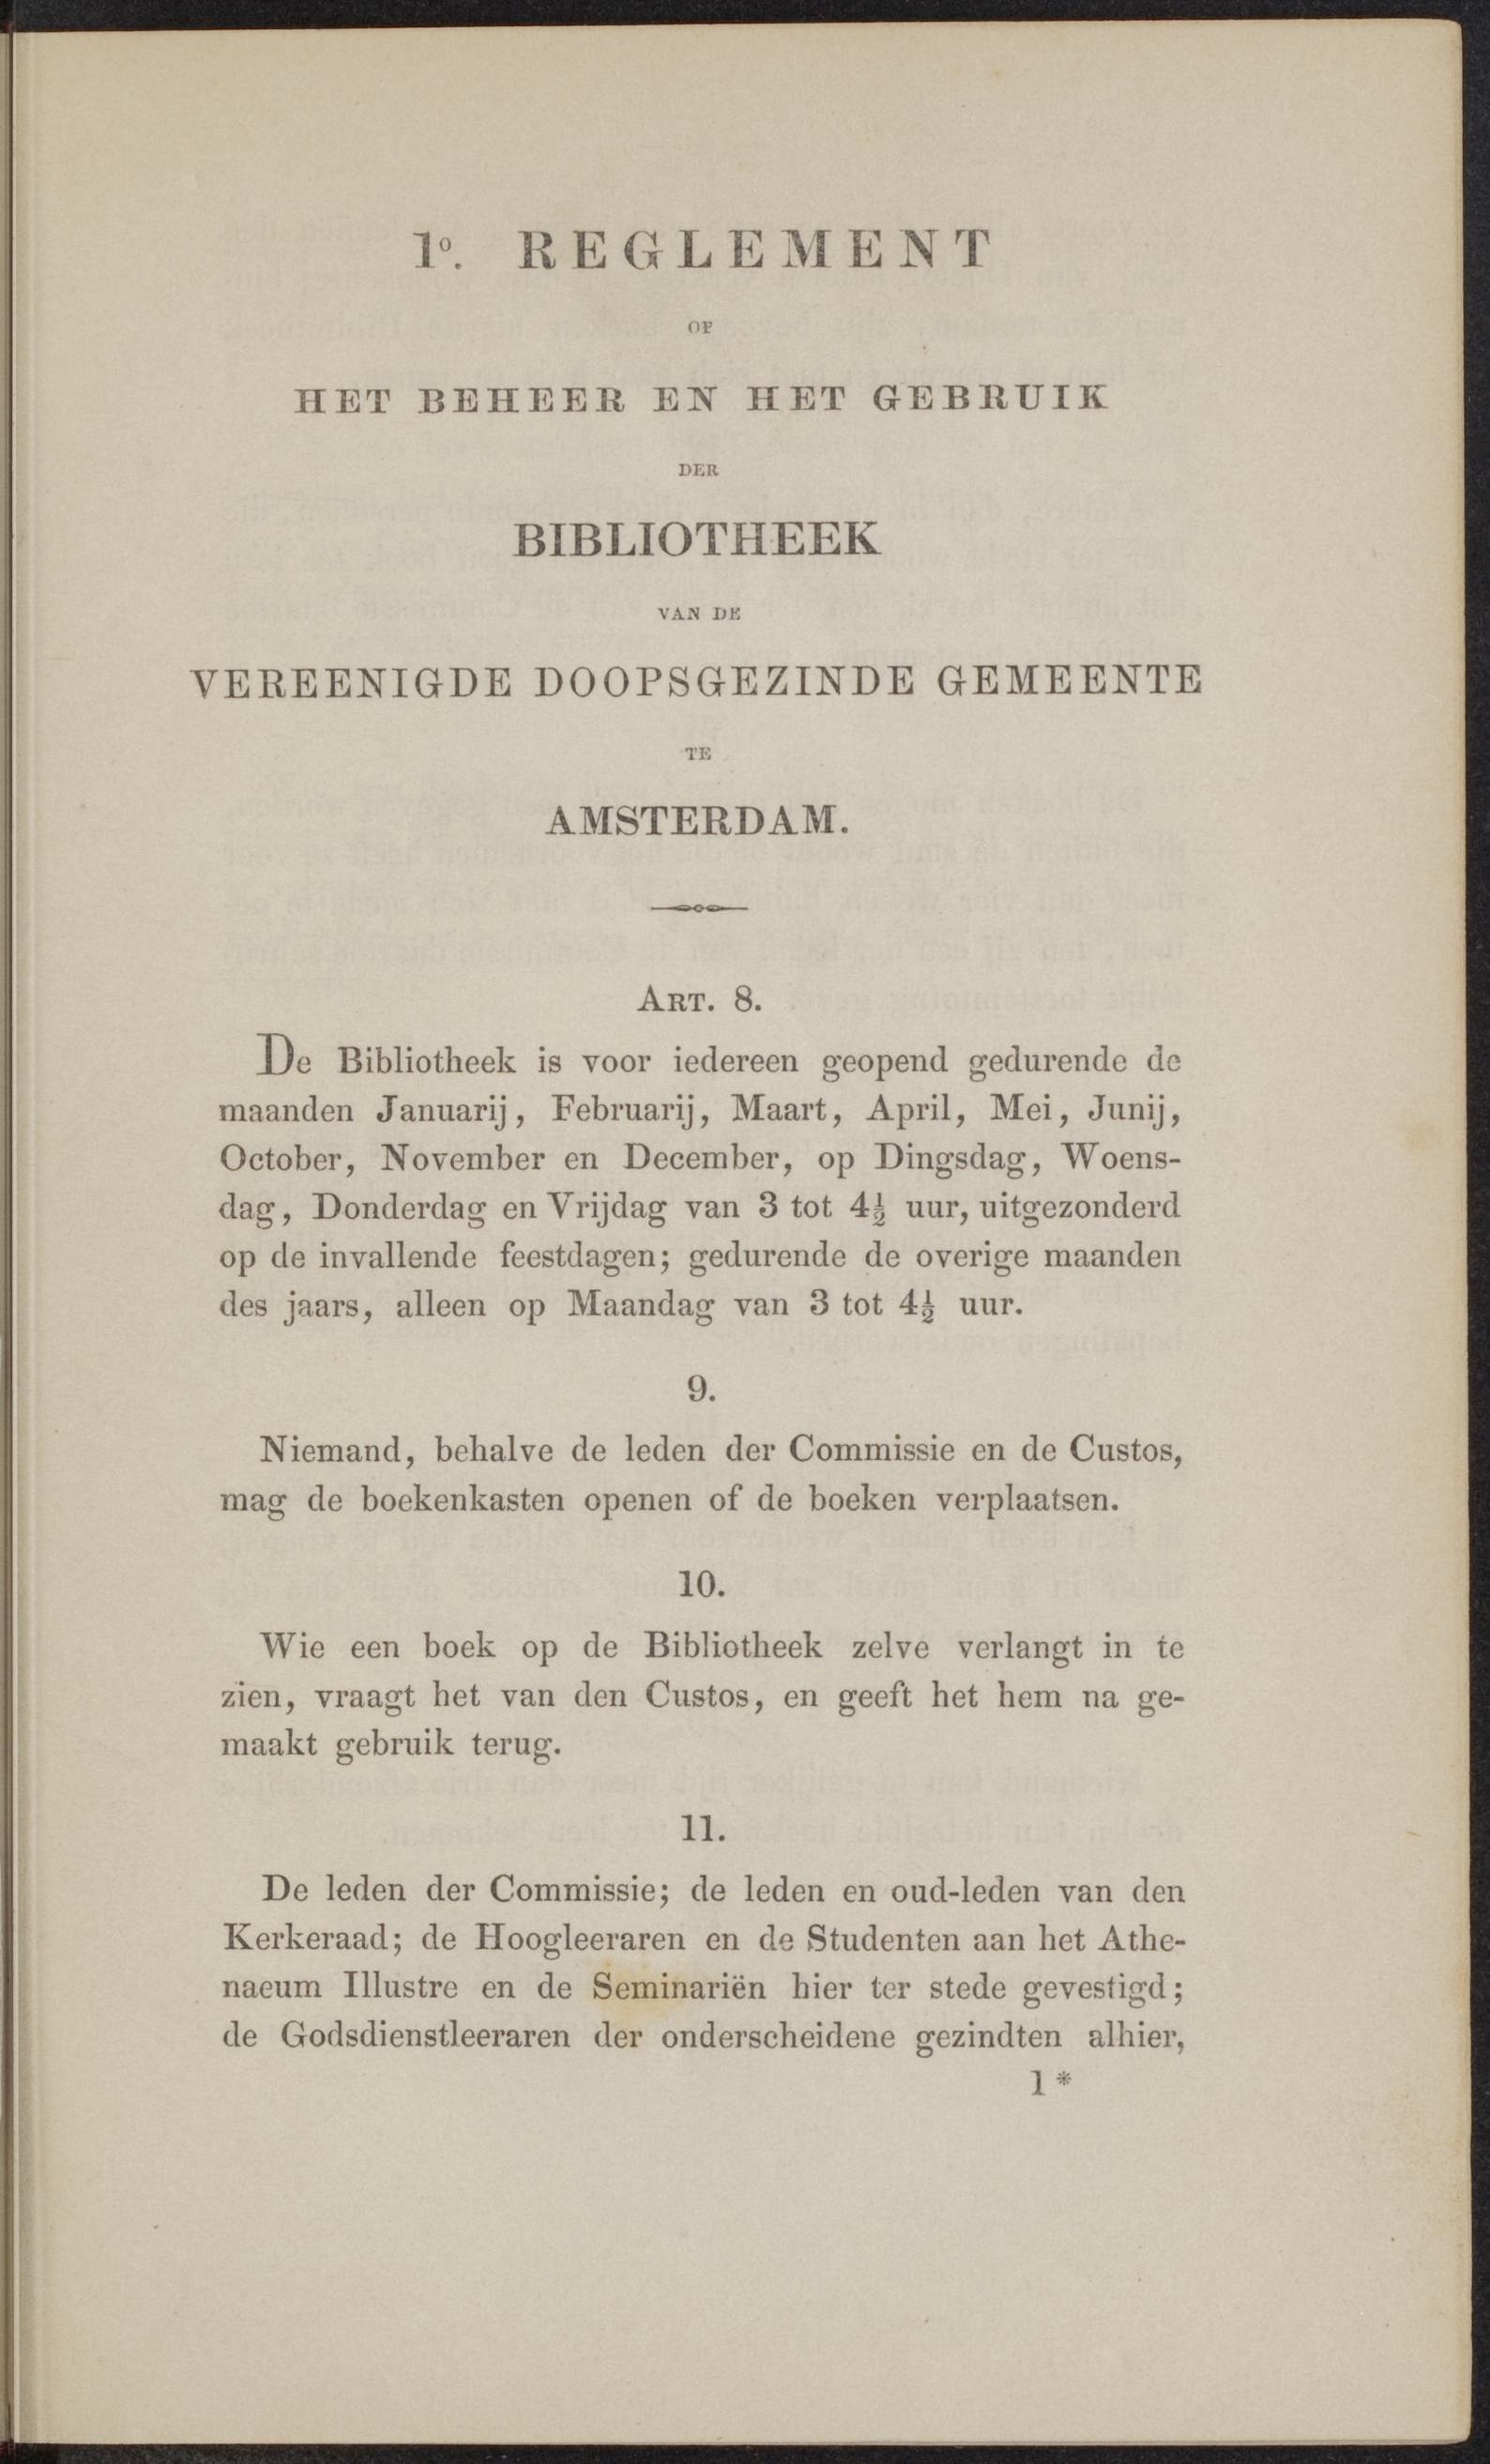 1º. REGLEMENT
OP
HET BEHEER EN HET GEBRUIK
DER
BIBLIOTHEEK
VAN DE
VEREENIGDE DOOPSGEZINDE GEMEENTE
TE
AMSTERDAM.
ART. 8.
De Bibliotheek is voor iedereen geopend gedurende de
maanden Januarij, Februarij, Maart, April, Mei, Junij,
October, November en December, op Dingsdag, Woens-
dag, Donderdag en Vrijdag van 3 tot 4½ uur, uitgezonderd
op de invallende feestdagen; gedurende de overige maanden
des jaars, alleen op Maandag van 3 tot 4½ uur.
9.
Niemand, behalve de leden der Commissie en de Custos,
mag de boekenkasten openen of de boeken verplaatsen.
10.
Wie een boek op de Bibliotheek zelve verlangt in te
zien, vraagt het van den Custos, en geeft het hem na ge-
maakt gebruik terug.
11.
De leden der Commissie; de leden en oud-leden van den
Kerkeraad; de Hoogleeraren en de Studenten aan het Athe-
naeum Illustre en de Seminariën hier ter stede gevestigd;
de Godsdienstleeraren der onderscheidene gezindten alhier,
1*